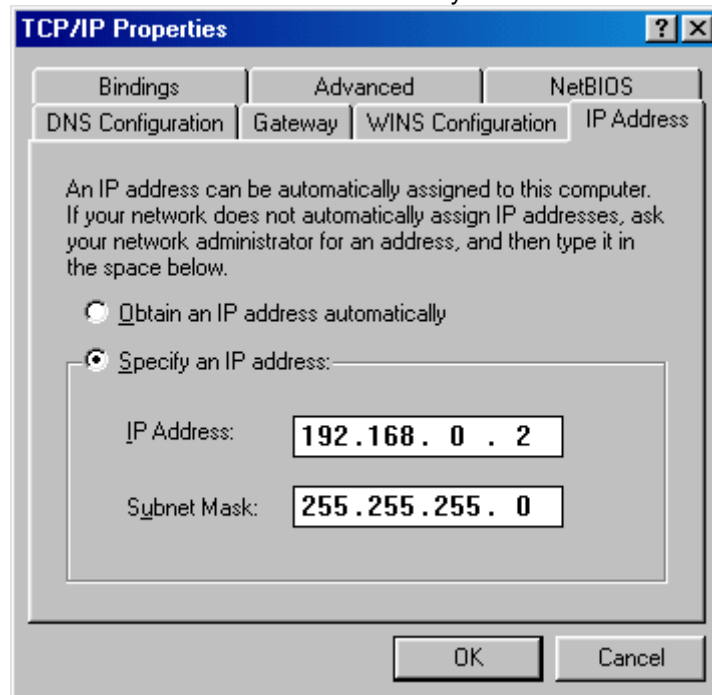 TCP/IP Properties
Bindings
Advanced
NetBIOS
DNS Configuration
Gateway
WINS Configuration
IP Address
An IP address can be automatically assigned to this computer.
If your network does not automatically assign IP addresses, ask
your network administrator for an address, and then type it in
the space below.
Obtain an IP address automatically
Specify an IP address:
IP Address: 192.168. 0 . 2
Subnet Mask: 255.255.255. 0
OK
Cancel